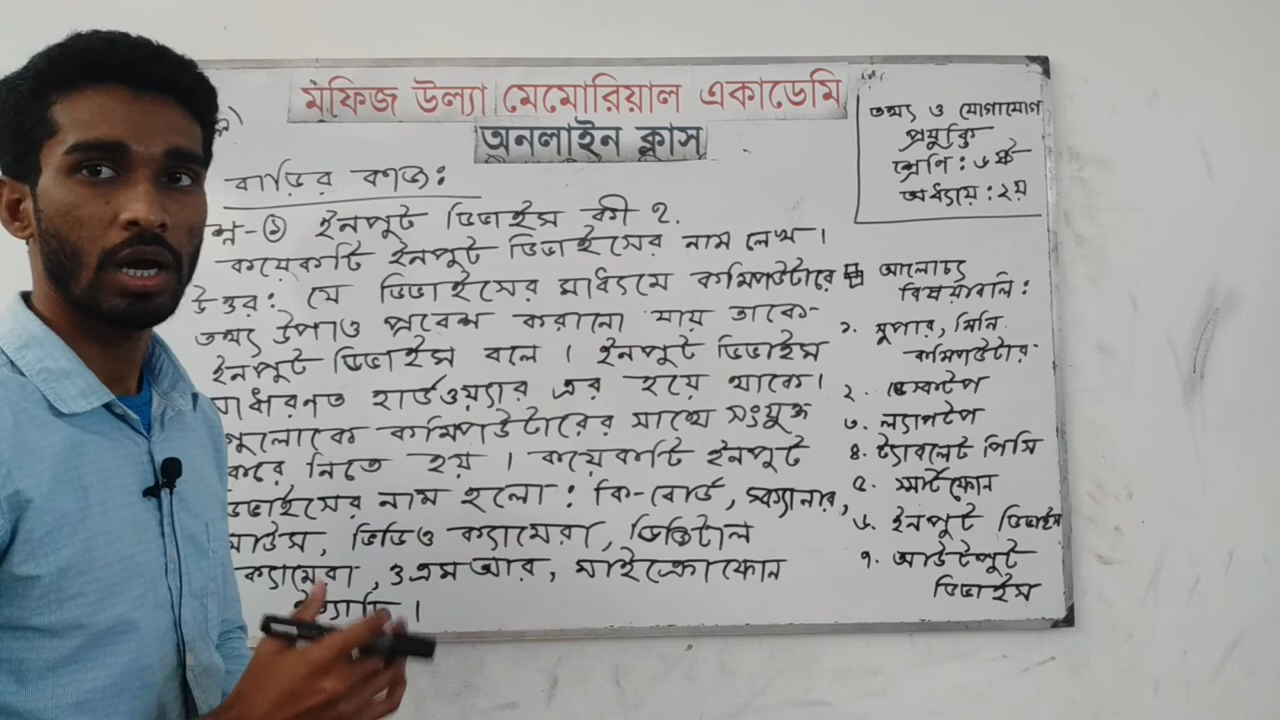 মফিজ উল্যা মেমোরিয়াল একাডেমি
অনলাইন ক্লাস
তথ্য ও যোগাযোগ
প্রযুক্তি
শ্রেণি : ৬ষ্ঠ
অধ্যায় : ২য়
বাড়ির কাজ :
শ্ন-① ইনপুট ডিভাইস কী ?.
কয়েকটি ইনপুট ডিভাইসের নাম লেখ ।
উত্তর : যে ডিভাইসের মাধ্যমে কম্পিউটারে
তথ্য উপাত্ত প্রবেশ করানো যায় তাকে
ইনপুট ডিভাইস বলে । ইনপুট ডিভাইস
সাধারণত হার্ডওয়্যার এর হয়ে থাকে ।
গুলোকে কম্পিউটারের সাথে সংযুক্ত
করে নিতে হয় । কয়েকটি ইনপুট
ডিভাইসের নাম হলো : কি-বোর্ড, স্ক্যানার,
মাউস, ভিডিও ক্যামেরা, ডিজিটাল
ক্যামেরা, ওএমআর, মাইক্রোফোন
ইত্যাদি ।
আলোচ্য
বিষয়াবলি :
১. সুপার, মিনি
কম্পিউটার
২. ডেস্কটপ
৩. ল্যাপটপ
৪. ট্যাবলেট পিসি
৫. স্মার্টফোন
৬. ইনপুট ডিভাইস
৭. আউটপুট
ডিভাইস